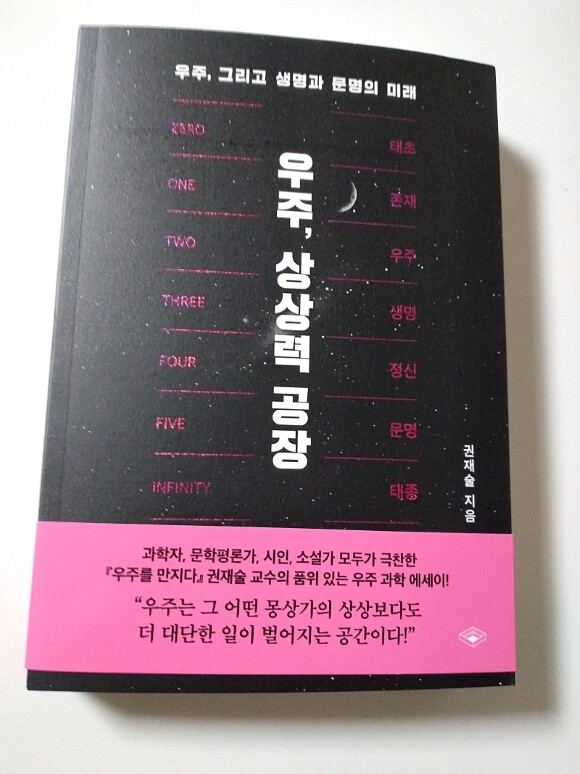 우주, 그리고 생명과 문명의 미래
ZERO
태초
ONE
존재
TWO
우주
THREE
생명
FOUR
정신
FIVE
문명
INFINITY
태종
우주, 상상력 공장
권재술 지음
과학자, 문학평론가, 시인, 소설가 모두가 극찬한
『우주를 만지다』 권재술 교수의 품위 있는 우주 과학 에세이!
“우주는 그 어떤 몽상가의 상상보다도
더 대단한 일이 벌어지는 공간이다!”